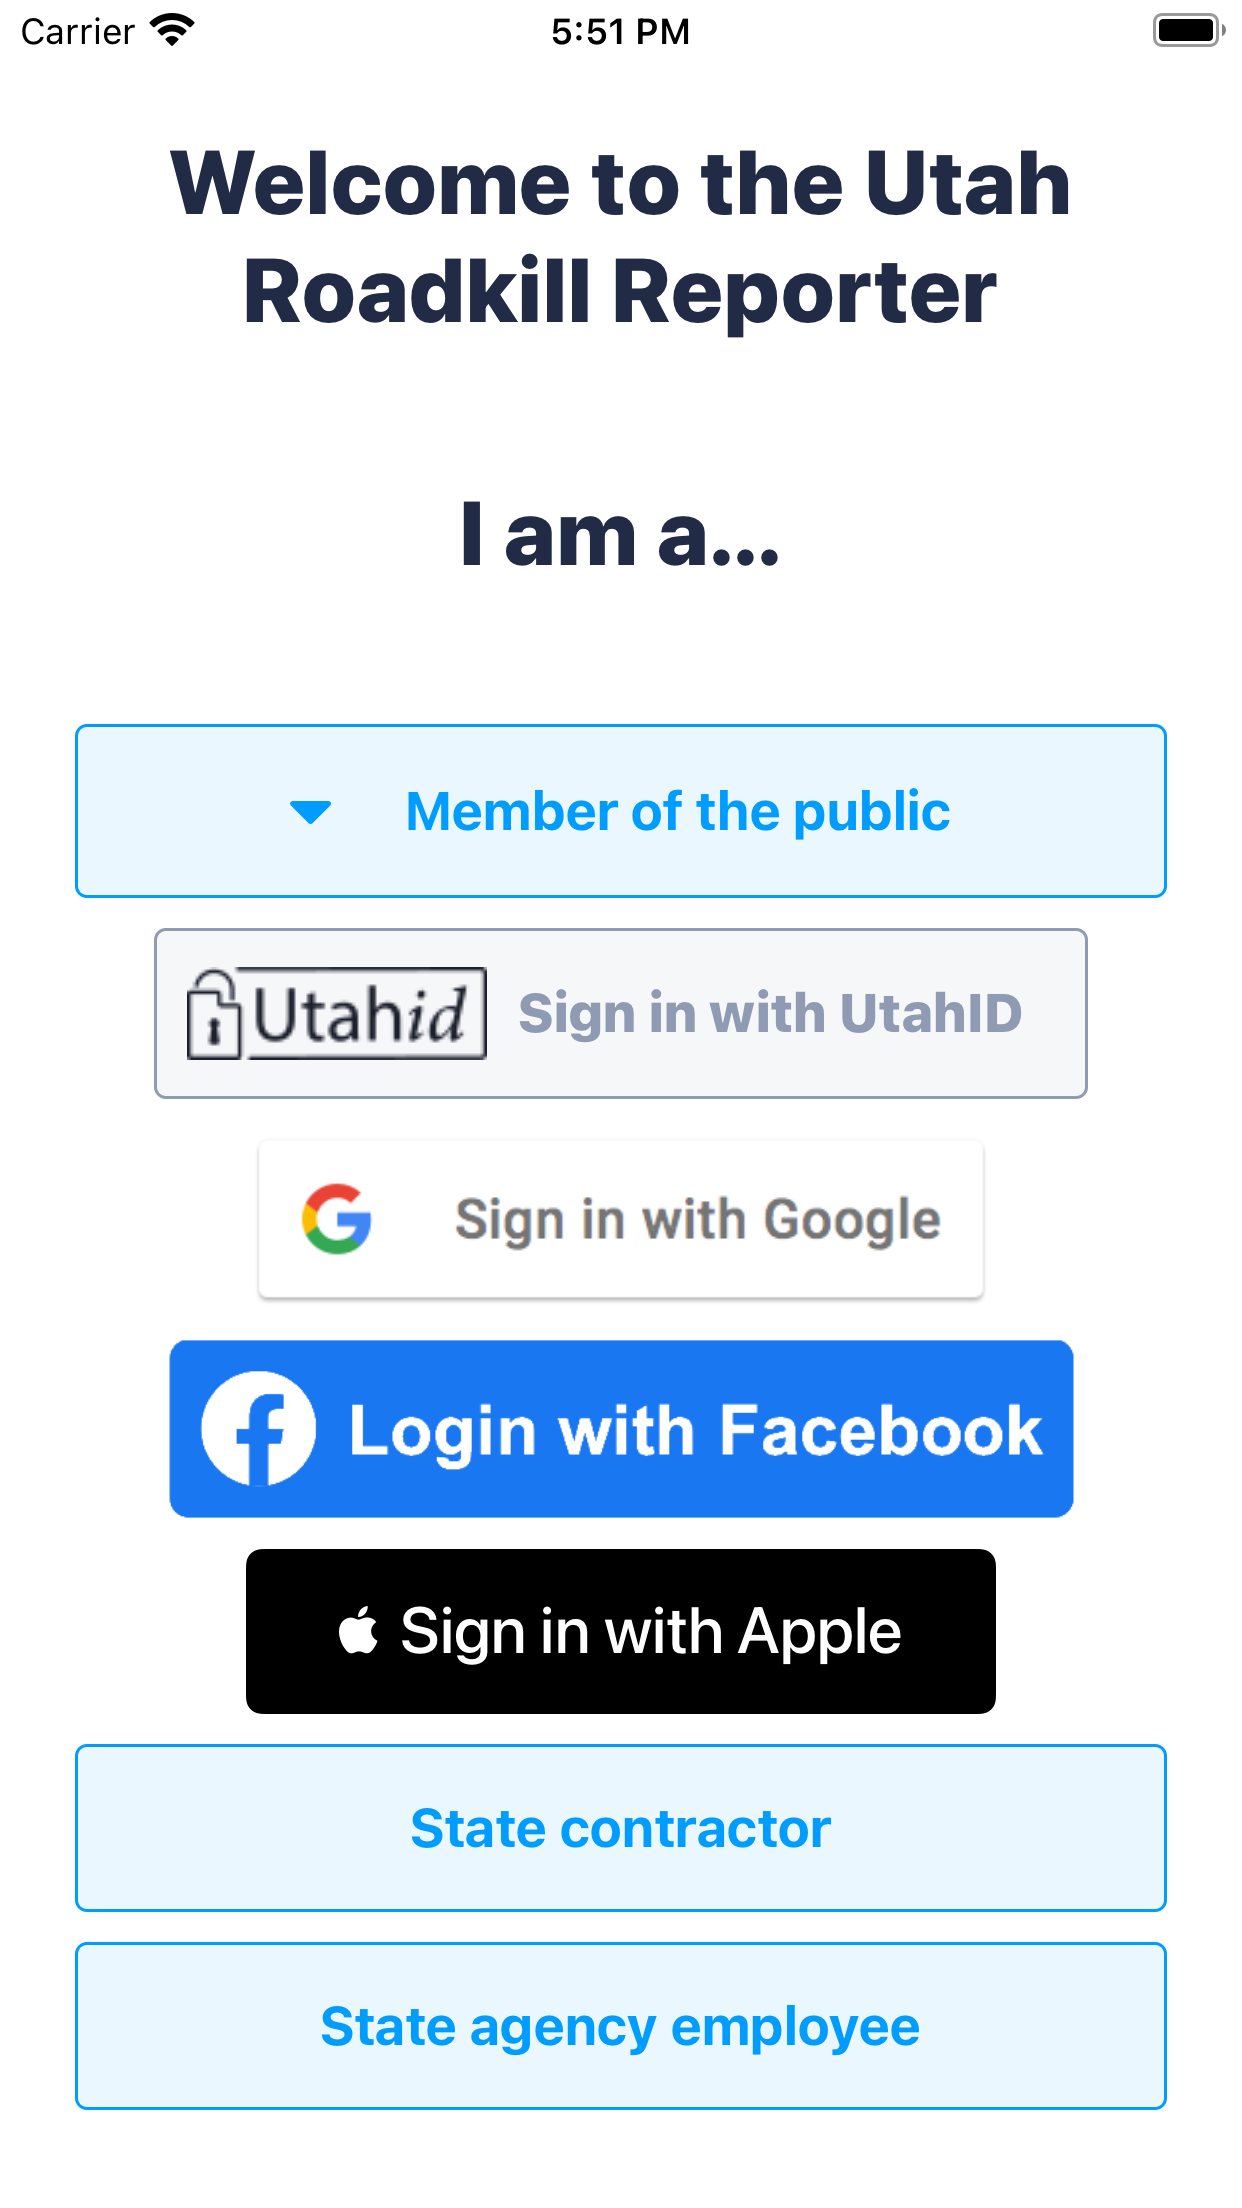 Carrier 5:51 PM
Welcome to the Utah
Roadkill Reporter
I am a...
Member of the public
Utahid Sign in with UtahID
Sign in with Google
Login with Facebook
Sign in with Apple
State contractor
State agency employee